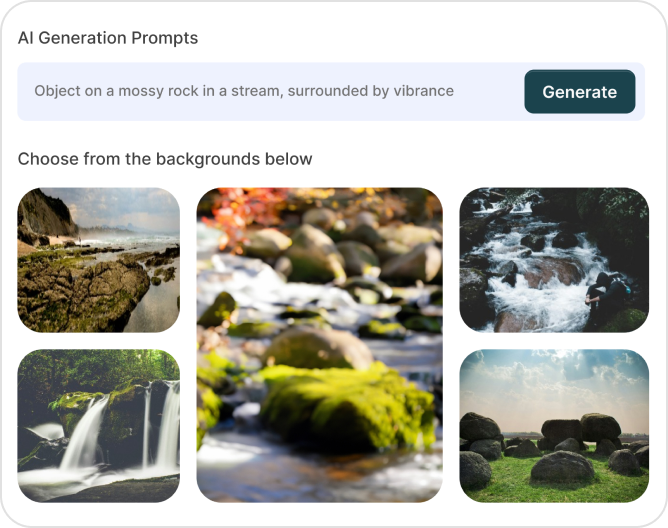 AI Generation Prompts
Object on a mossy rock in a stream, surrounded by vibrance
Generate
Choose from the backgrounds below